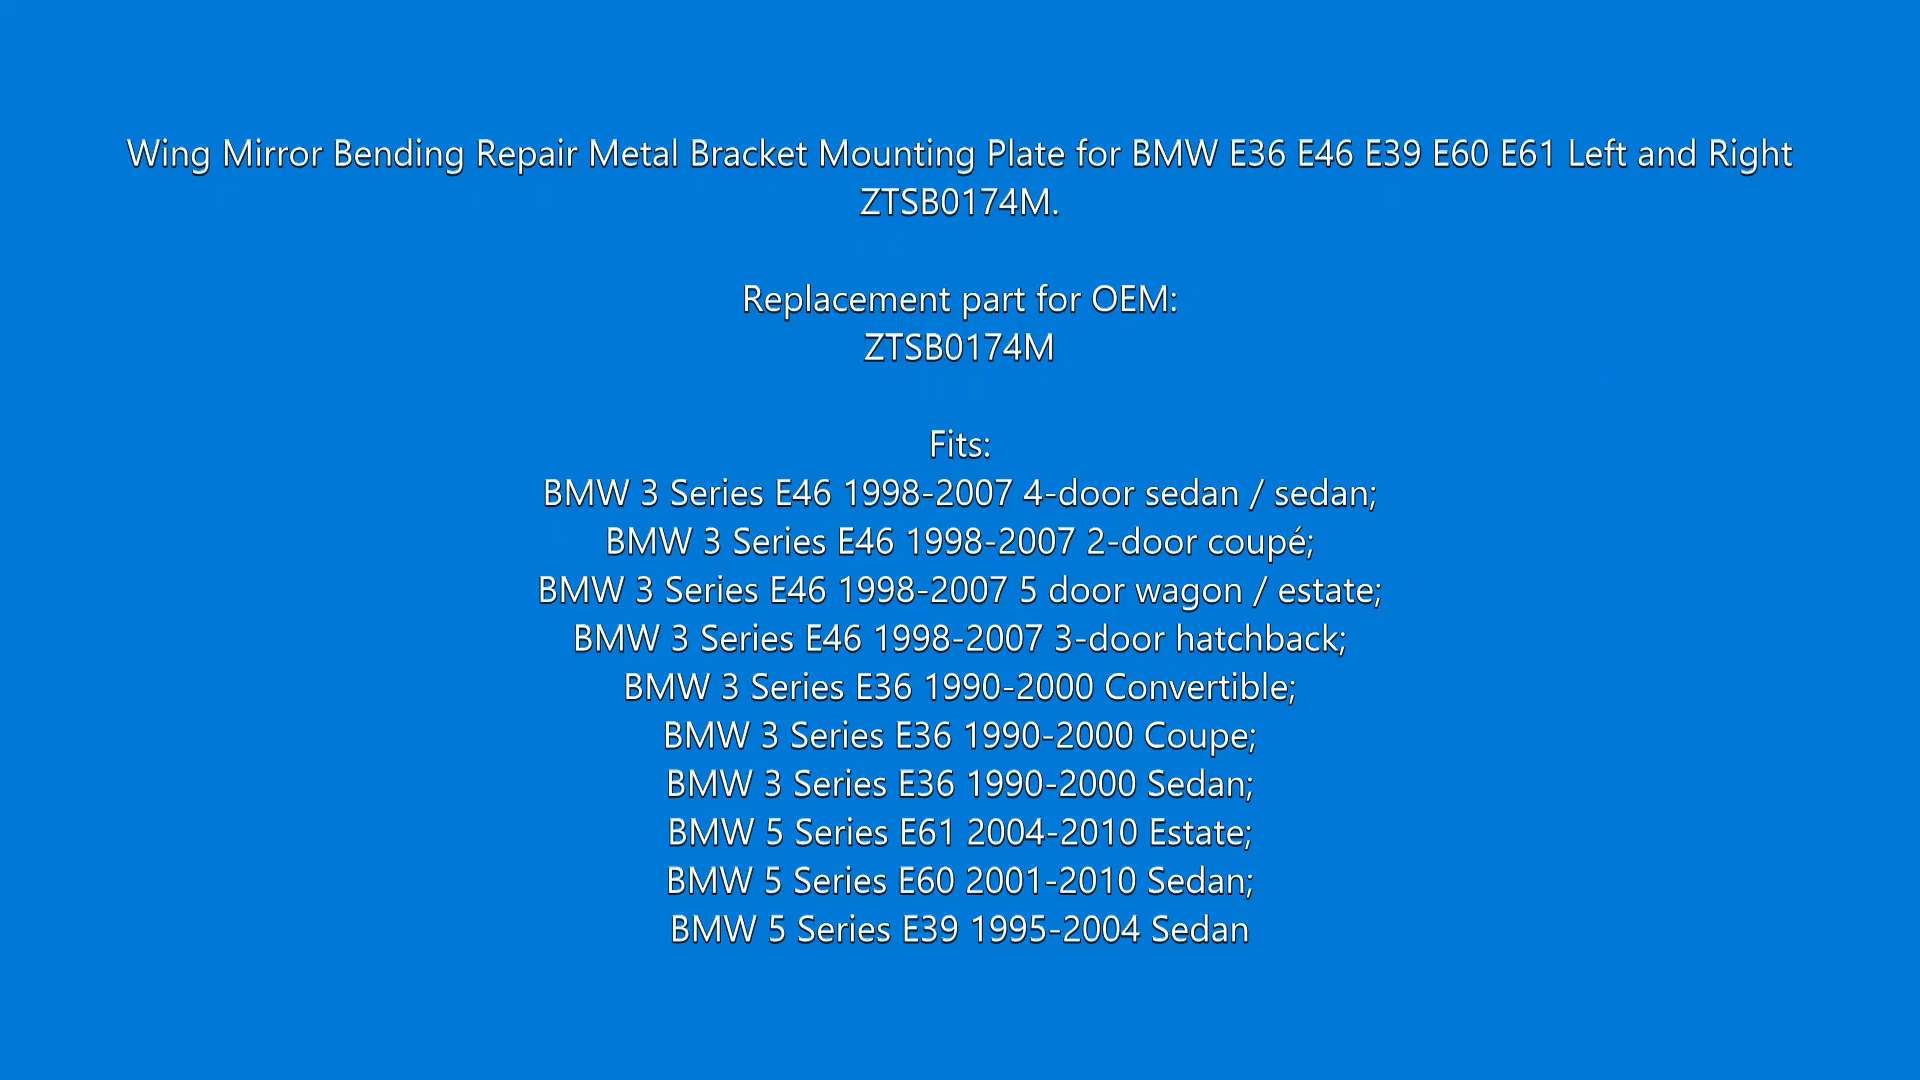 Wing Mirror Bending Repair Metal Bracket Mounting Plate for BMW E36 E46 E39 E60 E61 Left and Right
ZTSB0174M.
Replacement part for OEM:
ZTSB0174M
Fits:
BMW 3 Series E46 1998-2007 4-door sedan / sedan;
BMW 3 Series E46 1998-2007 2-door coupé;
BMW 3 Series E46 1998-2007 5 door wagon / estate;
BMW 3 Series E46 1998-2007 3-door hatchback;
BMW 3 Series E36 1990-2000 Convertible;
BMW 3 Series E36 1990-2000 Coupe;
BMW 3 Series E36 1990-2000 Sedan;
BMW 5 Series E61 2004-2010 Estate;
BMW 5 Series E60 2001-2010 Sedan;
BMW 5 Series E39 1995-2004 Sedan